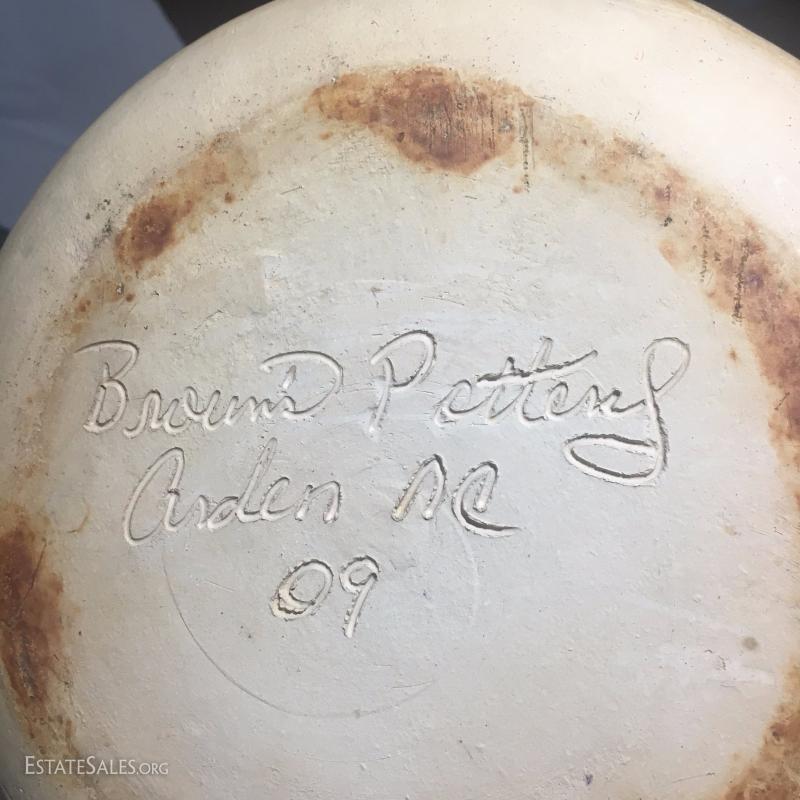 Brown's Pottery
Arden NC
09
EstateSales.org